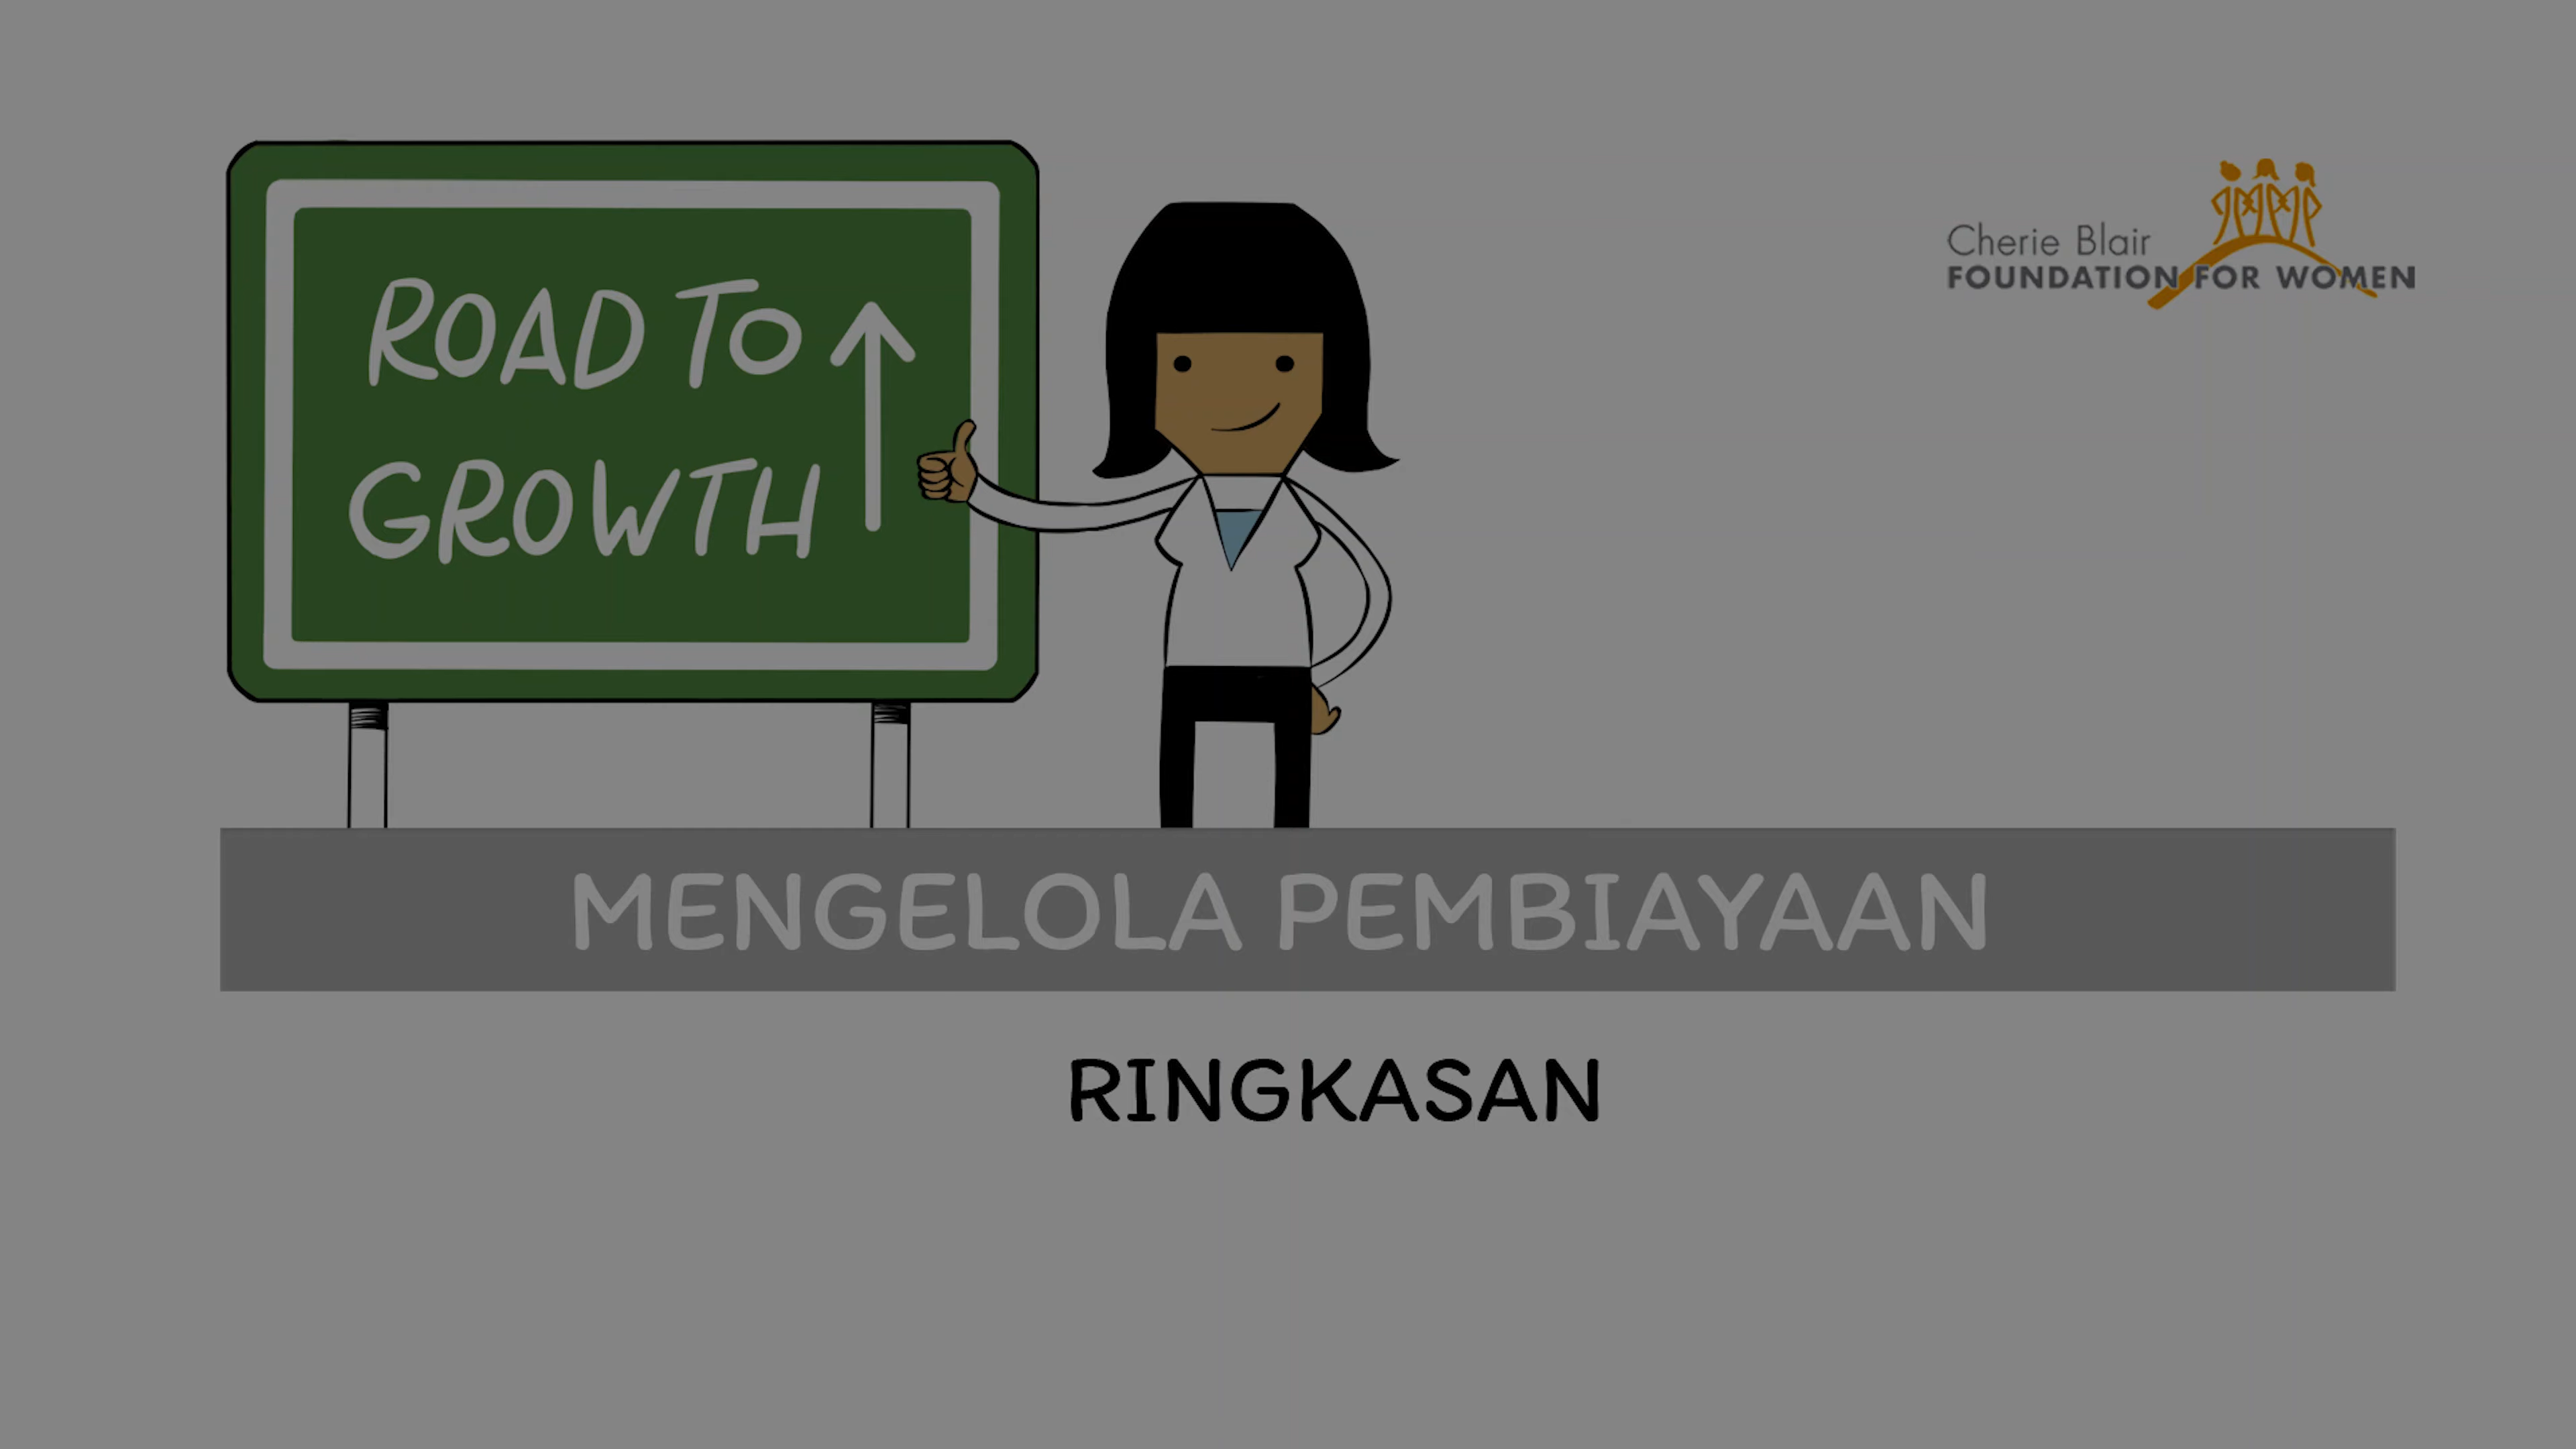 ROAD TO
GROWTH
Cherie Blair
FOUNDATION FOR WOMEN
MENGELOLA PEMBIAYAAN
RINGKASAN